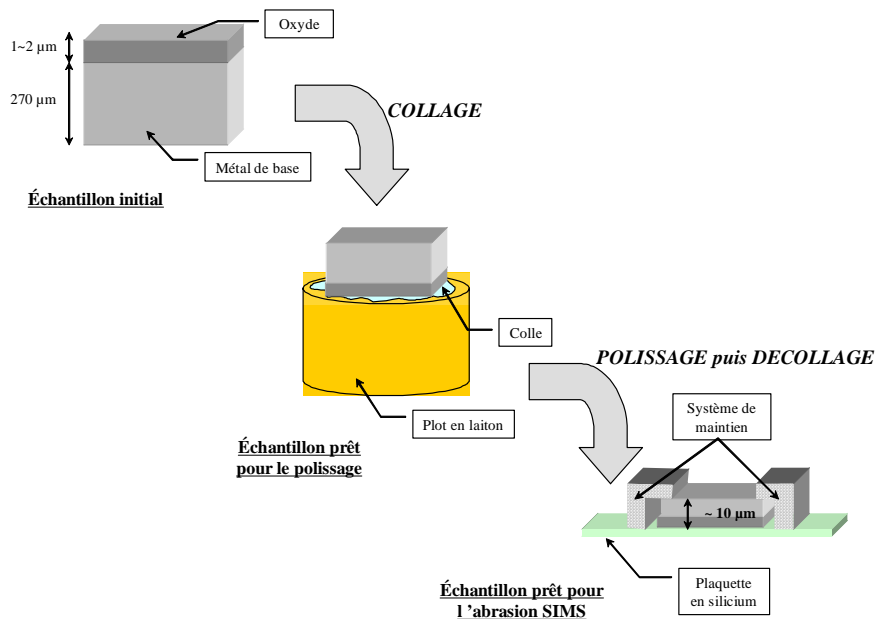 Oxyde
1~2 µm
270 µm
COLLAGE
Métal de base
Échantillon initial
Colle
POLISSAGE puis DECOLLAGE
Système de
maintien
Plot en laiton
Échantillon prêt
pour le polissage
~ 10 µm
Échantillon prêt pour
l ’abrasion SIMS
Plaquette
en silicium